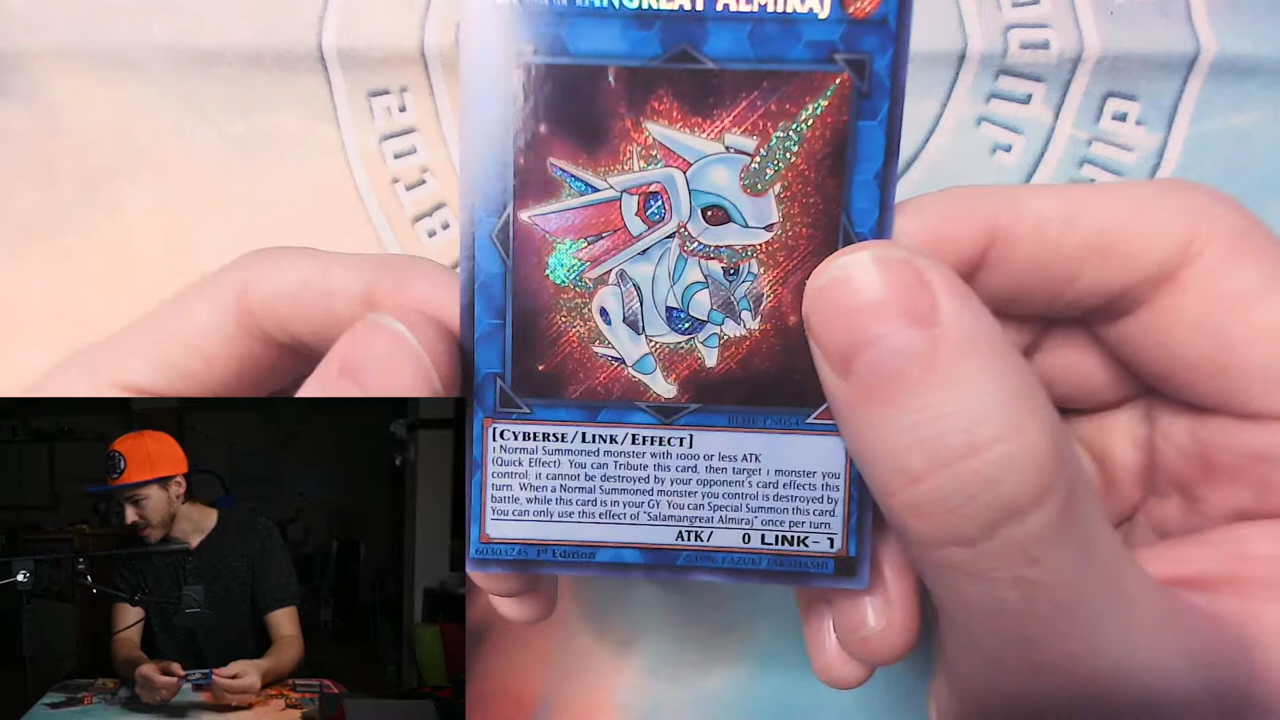 ALMIRAJ
2018
BLHR-EN054
[CYBERSE/LINK/EFFECT]
1 Normal Summoned monster with 1000 or less ATK
(Quick Effect): You can Tribute this card, then target 1 monster you
control; it cannot be destroyed by your opponent's card effects this
turn. When a Normal Summoned monster you control is destroyed by
battle, while this card is in your GY: You can Special Summon this card.
You can only use this effect of "Salamangreat Almiraj" once per turn.
ATK/ 0 LINK-1
60303245 1st Edition
©1996 KAZUKI TAKAHASHI